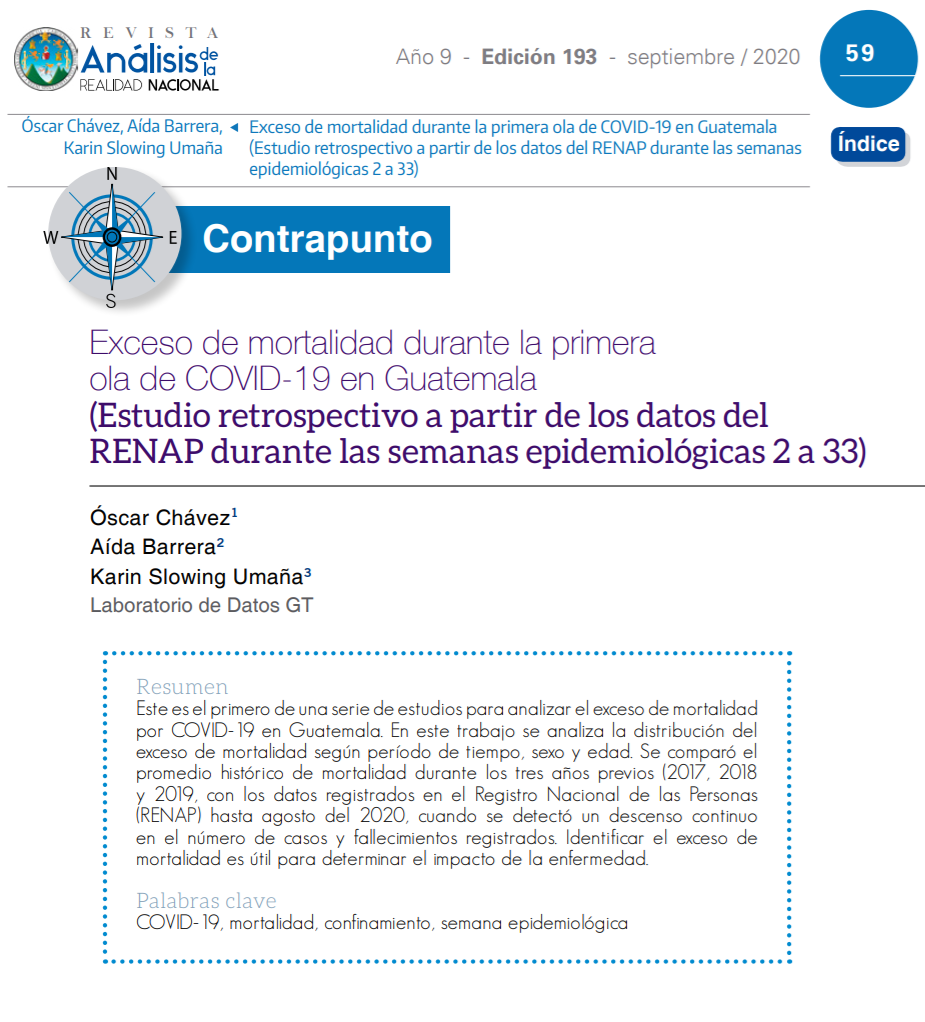 REVISTA
Análisis de la
REALIDAD NACIONAL
Año 9 - Edición 193 - septiembre / 2020
59
Óscar Chávez, Aída Barrera,
Karin Slowing Umaña
Exceso de mortalidad durante la primera ola de COVID-19 en Guatemala
(Estudio retrospectivo a partir de los datos del RENAP durante las semanas
epidemiológicas 2 a 33)
Índice
N
W
E
S
Contrapunto
Exceso de mortalidad durante la primera
ola de COVID-19 en Guatemala
(Estudio retrospectivo a partir de los datos del
RENAP durante las semanas epidemiológicas 2 a 33)
Óscar Chávez¹
Aída Barrera²
Karin Slowing Umaña³
Laboratorio de Datos GT
Resumen
Este es el primero de una serie de estudios para analizar el exceso de mortalidad
por COVID-19 en Guatemala. En este trabajo se analiza la distribución del
exceso de mortalidad según período de tiempo, sexo y edad. Se comparó el
promedio histórico de mortalidad durante los tres años previos (2017, 2018
y 2019, con los datos registrados en el Registro Nacional de las Personas
(RENAP) hasta agosto del 2020, cuando se detectó un descenso continuo
en el número de casos y fallecimientos registrados. Identificar el exceso de
mortalidad es útil para determinar el impacto de la enfermedad.
Palabras clave
COVID-19, mortalidad, confinamiento, semana epidemiológica